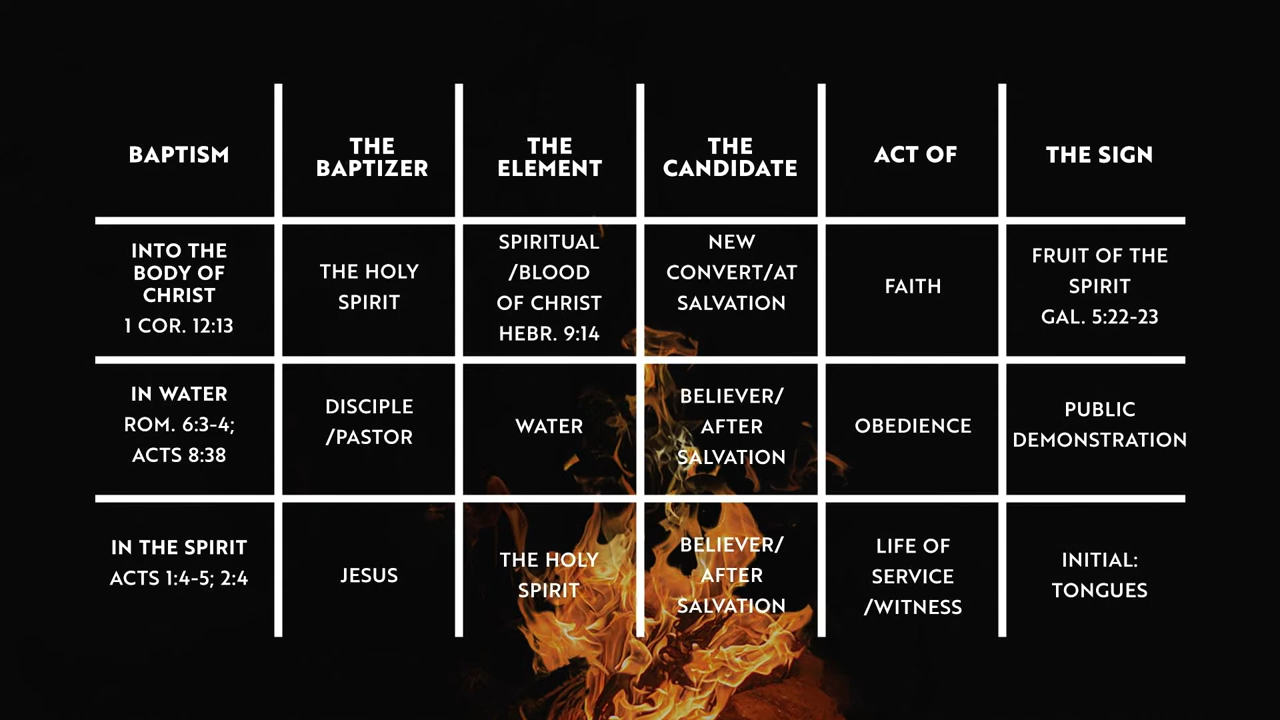 BAPTISM
THE
BAPTIZER
THE
ELEMENT
THE
CANDIDATE
ACT OF
THE SIGN
INTO THE
BODY OF
CHRIST
1 COR. 12:13
THE HOLY
SPIRIT
SPIRITUAL
/BLOOD
OF CHRIST
HEBR. 9:14
NEW
CONVERT/AT
SALVATION
FAITH
FRUIT OF THE
SPIRIT
GAL. 5:22-23
IN WATER
ROM. 6:3-4;
ACTS 8:38
DISCIPLE
/PASTOR
WATER
BELIEVER/
AFTER
SALVATION
OBEDIENCE
PUBLIC
DEMONSTRATION
IN THE SPIRIT
ACTS 1:4-5; 2:4
JESUS
THE HOLY
SPIRIT
BELIEVER/
AFTER
SALVATION
LIFE OF
SERVICE
/WITNESS
INITIAL:
TONGUES